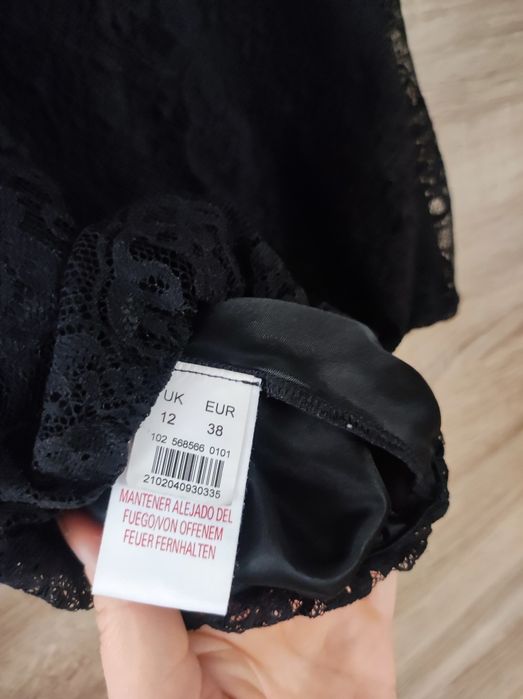 UK EUR
12 38
102 568566 0101
2102040930335
MANTENER ALEJADO DEL
FUEGO/VON OFFENEM
FEUER FERNHALTEN